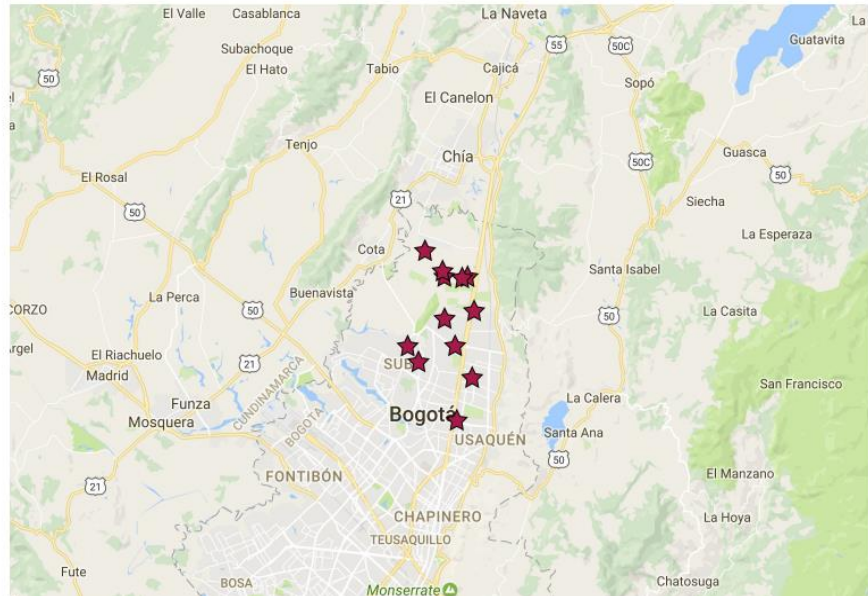 El Valle
Casablanca
La Naveta
Subachoque
55
50C
Guatavita
La
El Hato
Tabio
Cajicá
50
Sopó
El Canelon
a
Tenjo
Chía
Guasca
50C
50
El Rosal
21
Siecha
50
Cota
La Esperaza
Santa Isabel
La Perca
Buenavista
CORZO
50
50
La Casita
Argel
El Riachuelo
21
Madrid
CUNDINAMARCA
SUB
San Francisco
Funza
BOGOTÁ
Bogotá
La Calera
Mosquera
USAQUÉN
Santa Ana
50
FONTIBÓN
El Manzano
21
CHAPINERO
La Hoya
TEUSAQUILLO
Fute
BOSA
Monserrate
Chatosuga